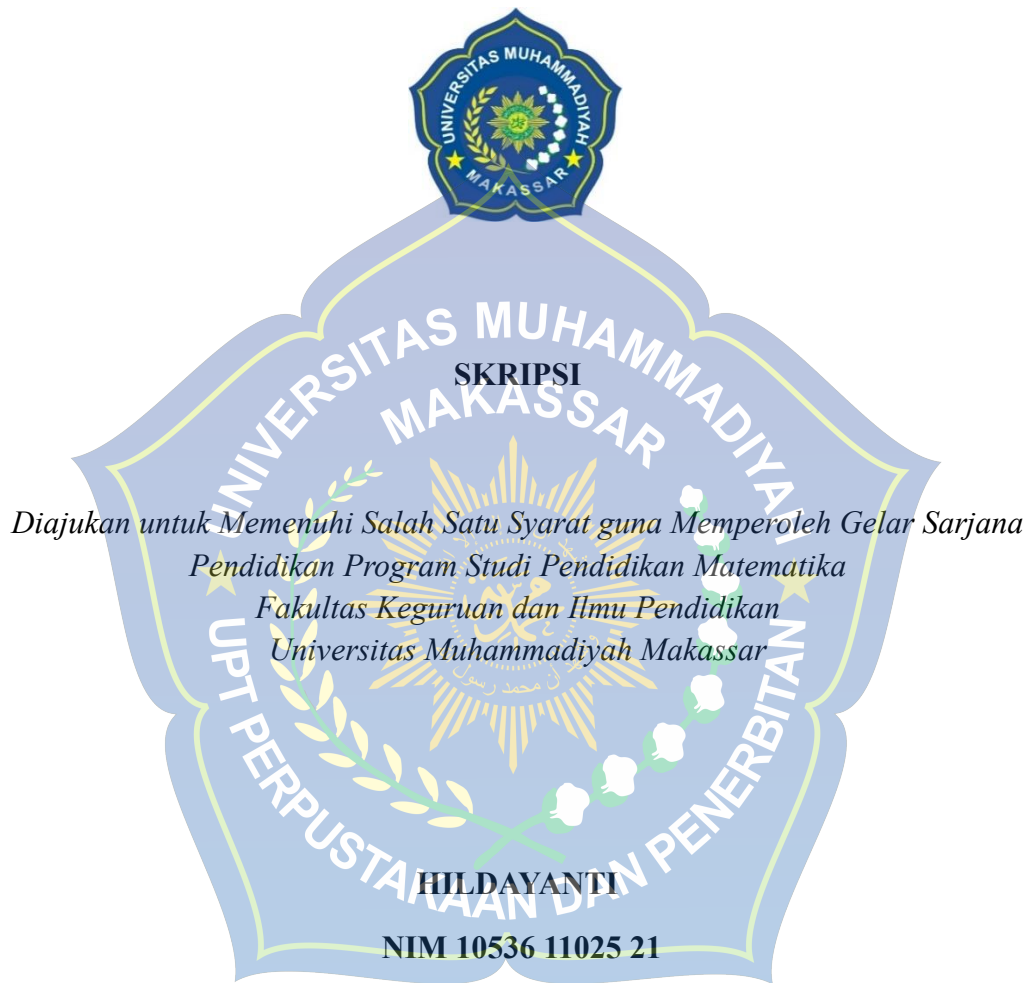 UNIVERSITAS MUHAMMADIYAH
MAKASSAR
UNIVERSITAS MUHAMMADIYAH
MAKASSAR
SKRIPSI
Diajukan untuk Memenuhi Salah Satu Syarat guna Memperoleh Gelar Sarjana
Pendidikan Program Studi Pendidikan Matematika
Fakultas Keguruan dan Ilmu Pendidikan
Universitas Muhammadiyah Makassar
UPT PERPUSTAKAAN DAN PENERBITAN
HILDAYANTI
NIM 10536 11025 21